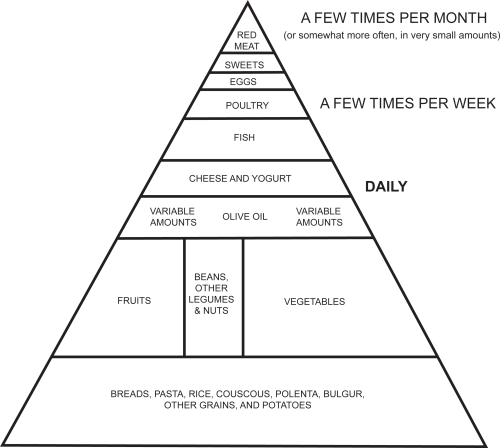 A FEW TIMES PER MONTH
(or somewhat more often, in very small amounts)
RED
MEAT
SWEETS
EGGS
POULTRY
A FEW TIMES PER WEEK
FISH
CHEESE AND YOGURT
DAILY
VARIABLE
AMOUNTS
OLIVE OIL
VARIABLE
AMOUNTS
FRUITS
BEANS,
OTHER
LEGUMES
& NUTS
VEGETABLES
BREADS, PASTA, RICE, COUSCOUS, POLENTA, BULGUR,
OTHER GRAINS, AND POTATOES